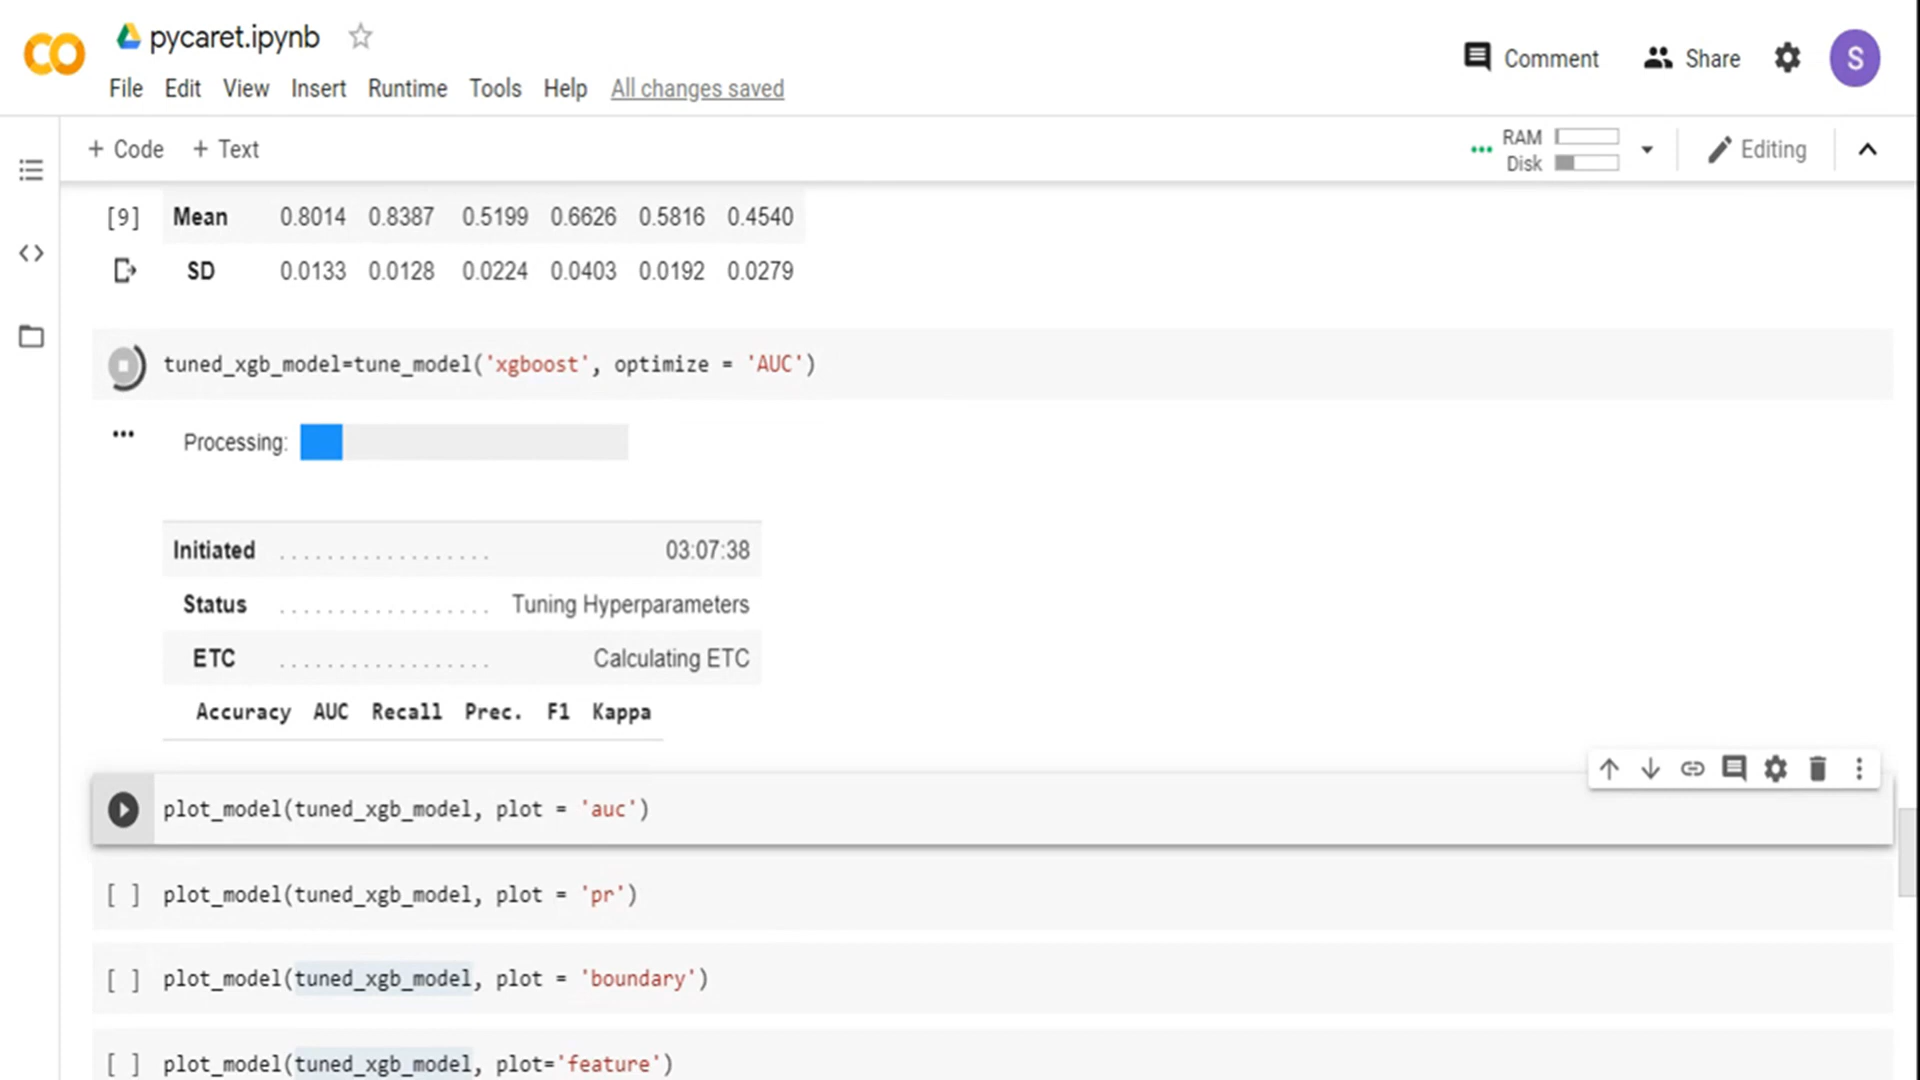 pycaret.ipynb
Comment Share S
File Edit View Insert Runtime Tools Help All changes saved
+ Code + Text
RAM
Disk
Editing
[9] Mean 0.8014 0.8387 0.5199 0.6626 0.5816 0.4540
SD 0.0133 0.0128 0.0224 0.0403 0.0192 0.0279
tuned_xgb_model=tune_model('xgboost', optimize = 'AUC')
Processing:
Initiated .................. 03:07:38
Status .................. Tuning Hyperparameters
ETC .................. Calculating ETC
Accuracy AUC Recall Prec. F1 Kappa
plot_model(tuned_xgb_model, plot = 'auc')
[ ] plot_model(tuned_xgb_model, plot = 'pr')
[ ] plot_model(tuned_xgb_model, plot = 'boundary')
[ ] plot_model(tuned_xgb_model, plot='feature')